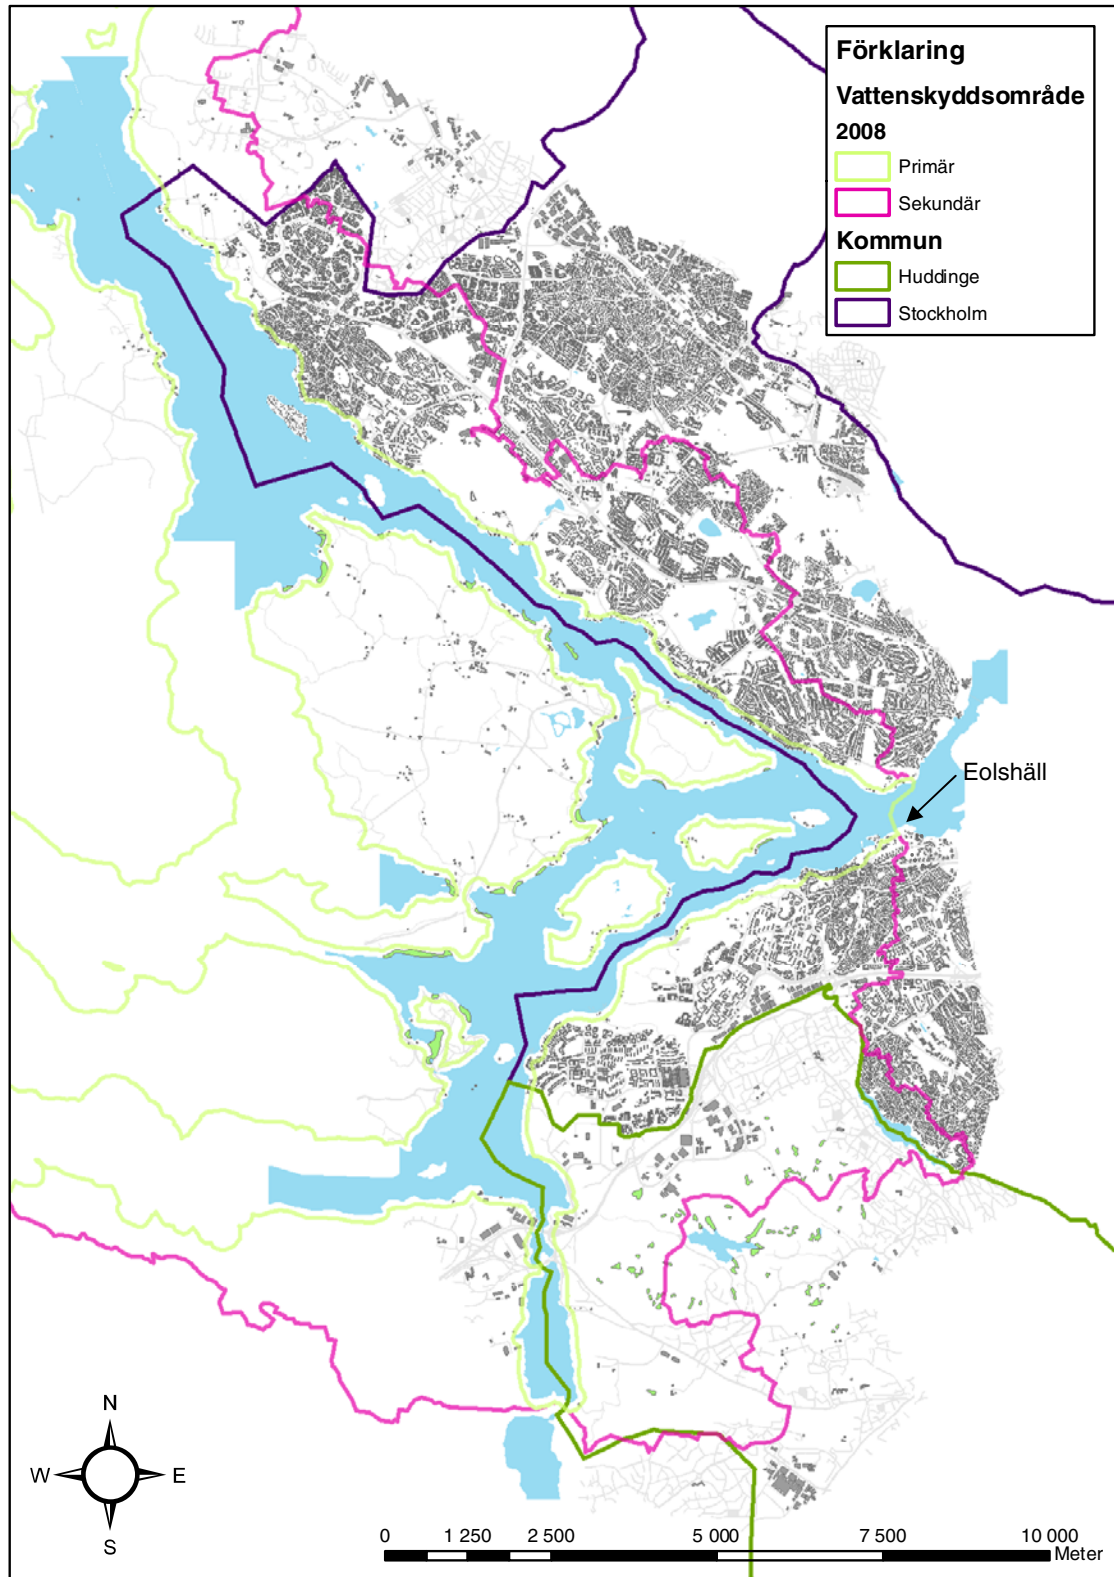 Förklaring
Vattenskyddsområde
2008
Primär
Sekundär
Kommun
Huddinge
Stockholm
Eolshäll
N
W E
S
0 1 250 2 500 5 000 7 500 10 000
Meter